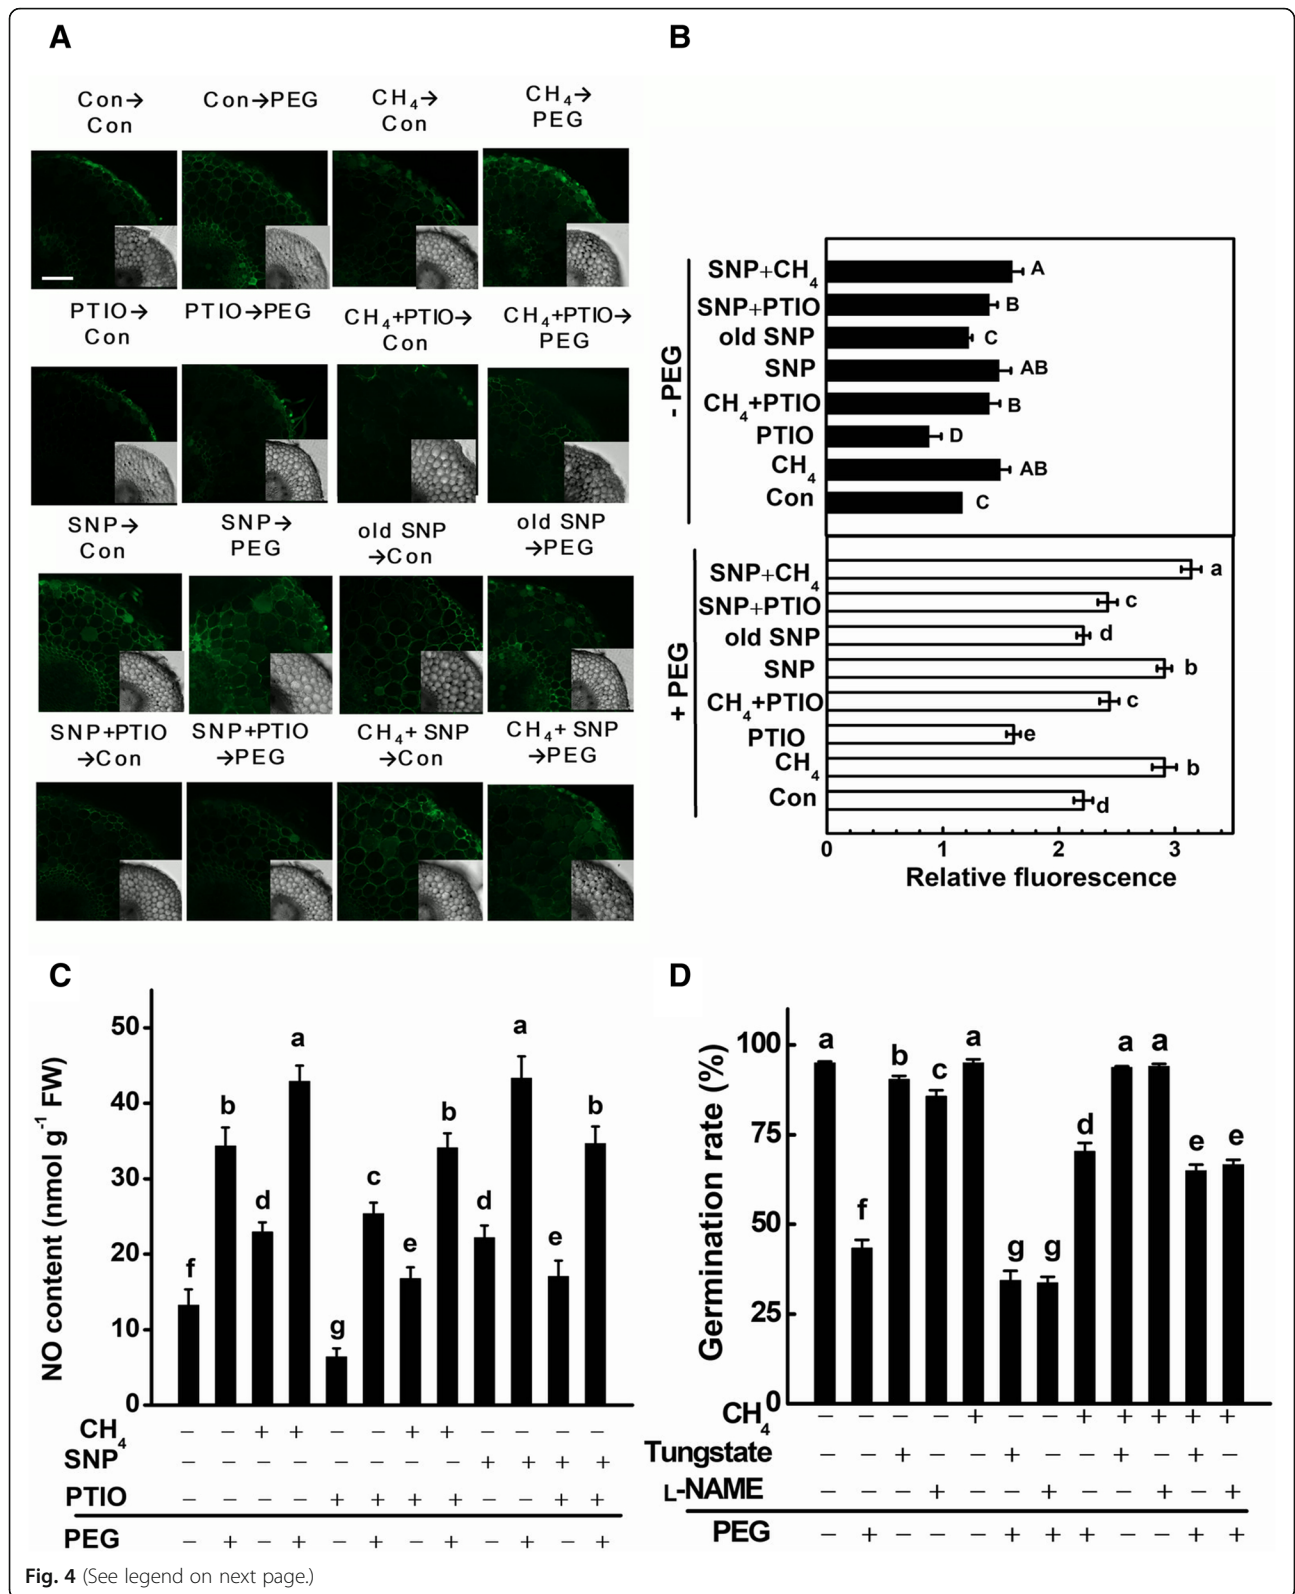 A
Con→
Con
Con→PEG
CH4→
Con
CH4→
PEG
PTIO→
Con
PTIO→PEG
CH4+PTIO→
Con
CH4+PTIO→
PEG
SNP→
Con
SNP→
PEG
old SNP
→Con
old SNP
→PEG
SNP+PTIO
→Con
SNP+PTIO
→PEG
CH4+ SNP
→Con
CH4+ SNP
→PEG
B
- PEG
SNP+CH4 A
SNP+PTIO B
old SNP C
SNP AB
CH4+PTIO B
PTIO D
CH4 AB
Con C
+ PEG
SNP+CH4 a
SNP+PTIO c
old SNP d
SNP b
CH4+PTIO c
PTIO e
CH4 b
Con d
0 1 2 3
Relative fluorescence
C
NO content (nmol g-1 FW)
50
40
30
20
10
0
f b d a g c e b d a e b
CH4 − − + + − − + + − − − −
SNP − − − − − − − − + + + +
PTIO − − − − + + + + − − + +
PEG − + − + − + − + − + − +
D
Germination rate (%)
100
75
50
25
0
a f b c a g g d a a e e
CH4 − − − − + − − + + + + +
Tungstate − − + − − + − − + − + −
L-NAME − − − + − − + − − + − +
PEG − + − − − + + + − − + +
Fig. 4 (See legend on next page.)